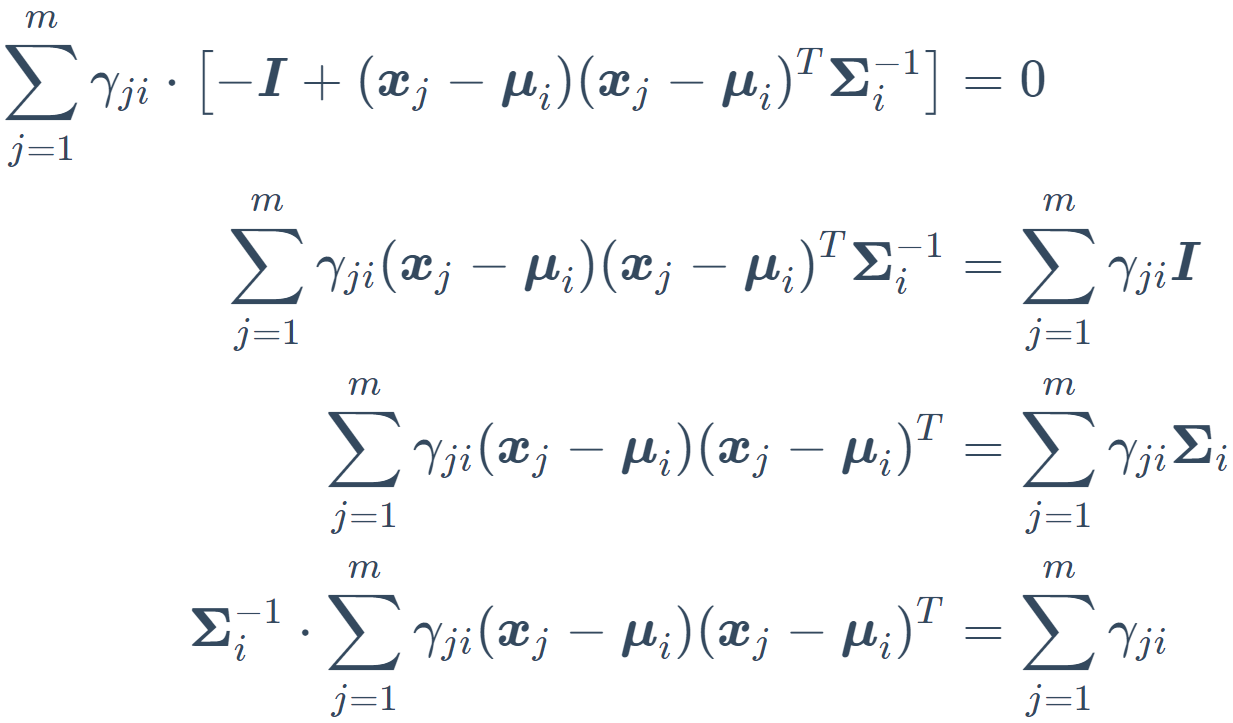 $$\sum_{j=1}^{m} \gamma_{ji} \cdot \left[ -\boldsymbol{I} + (\boldsymbol{x}_j - \boldsymbol{\mu}_i)(\boldsymbol{x}_j - \boldsymbol{\mu}_i)^T \boldsymbol{\Sigma}_i^{-1} \right] = 0$$
$$\sum_{j=1}^{m} \gamma_{ji} (\boldsymbol{x}_j - \boldsymbol{\mu}_i)(\boldsymbol{x}_j - \boldsymbol{\mu}_i)^T \boldsymbol{\Sigma}_i^{-1} = \sum_{j=1}^{m} \gamma_{ji} \boldsymbol{I}$$
$$\sum_{j=1}^{m} \gamma_{ji} (\boldsymbol{x}_j - \boldsymbol{\mu}_i)(\boldsymbol{x}_j - \boldsymbol{\mu}_i)^T = \sum_{j=1}^{m} \gamma_{ji} \boldsymbol{\Sigma}_i$$
$$\boldsymbol{\Sigma}_i^{-1} \cdot \sum_{j=1}^{m} \gamma_{ji} (\boldsymbol{x}_j - \boldsymbol{\mu}_i)(\boldsymbol{x}_j - \boldsymbol{\mu}_i)^T = \sum_{j=1}^{m} \gamma_{ji}$$